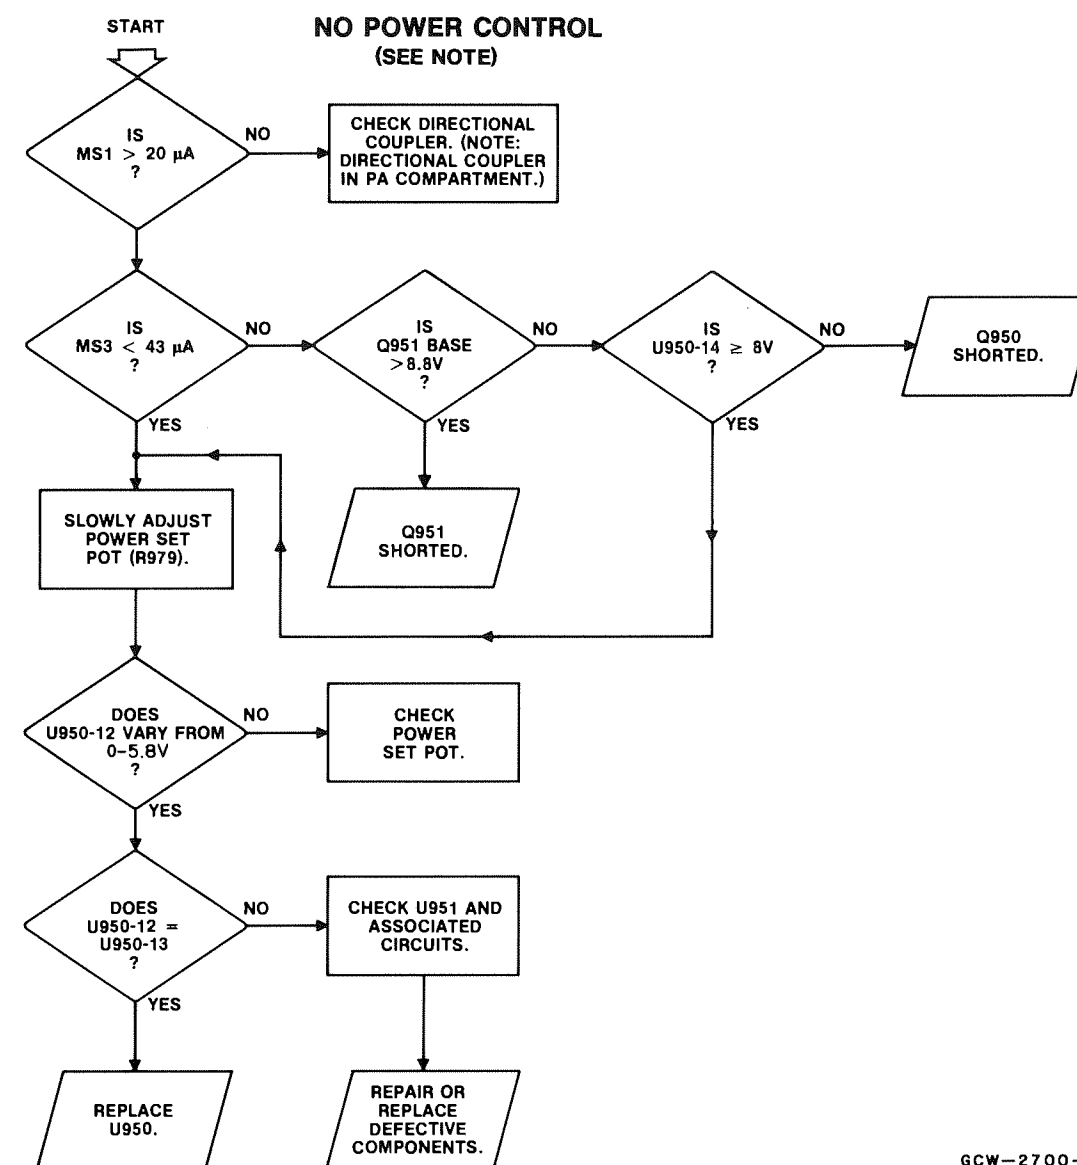 START
NO POWER CONTROL
(SEE NOTE)
IS
MS1 > 20 µA
?
NO
CHECK DIRECTIONAL
COUPLER. (NOTE:
DIRECTIONAL COUPLER
IN PA COMPARTMENT.)
IS
MS3 < 43 µA
?
NO
YES
IS
Q951 BASE
>8.8V
?
NO
YES
IS
U950-14 ≥ 8V
?
NO
YES
Q950
SHORTED.
SLOWLY ADJUST
POWER SET
POT (R979).
Q951
SHORTED.
DOES
U950-12 VARY FROM
0-5.8V
?
NO
YES
CHECK
POWER
SET POT.
DOES
U950-12 =
U950-13
?
NO
YES
CHECK U951 AND
ASSOCIATED
CIRCUITS.
REPLACE
U950.
REPAIR OR
REPLACE
DEFECTIVE
COMPONENTS.
GCW-2700-